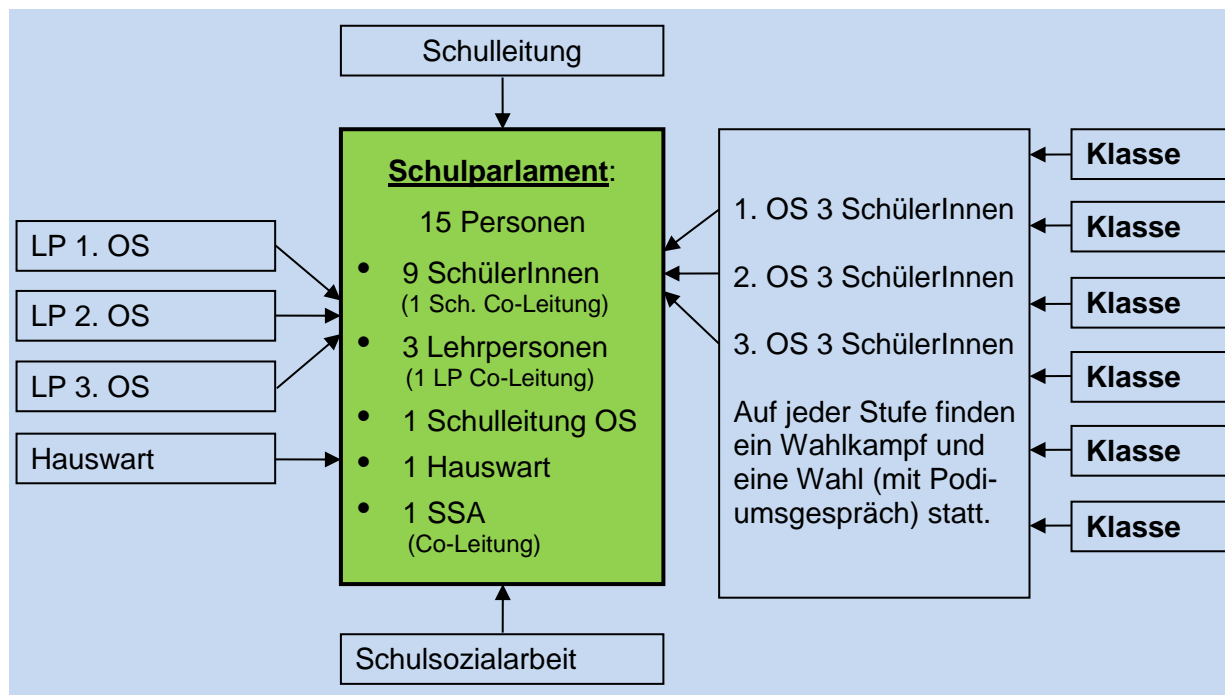 Schulleitung
Schulparlament:
15 Personen
• 9 SchülerInnen
(1 Sch. Co-Leitung)
• 3 Lehrpersonen
(1 LP Co-Leitung)
• 1 Schulleitung OS
• 1 Hauswart
• 1 SSA
(Co-Leitung)
LP 1. OS
LP 2. OS
LP 3. OS
Hauswart
1. OS 3 SchülerInnen
2. OS 3 SchülerInnen
3. OS 3 SchülerInnen
Auf jeder Stufe finden
ein Wahlkampf und
eine Wahl (mit Podi-
umsgespräch) statt.
Klasse
Klasse
Klasse
Klasse
Klasse
Klasse
Schulsozialarbeit